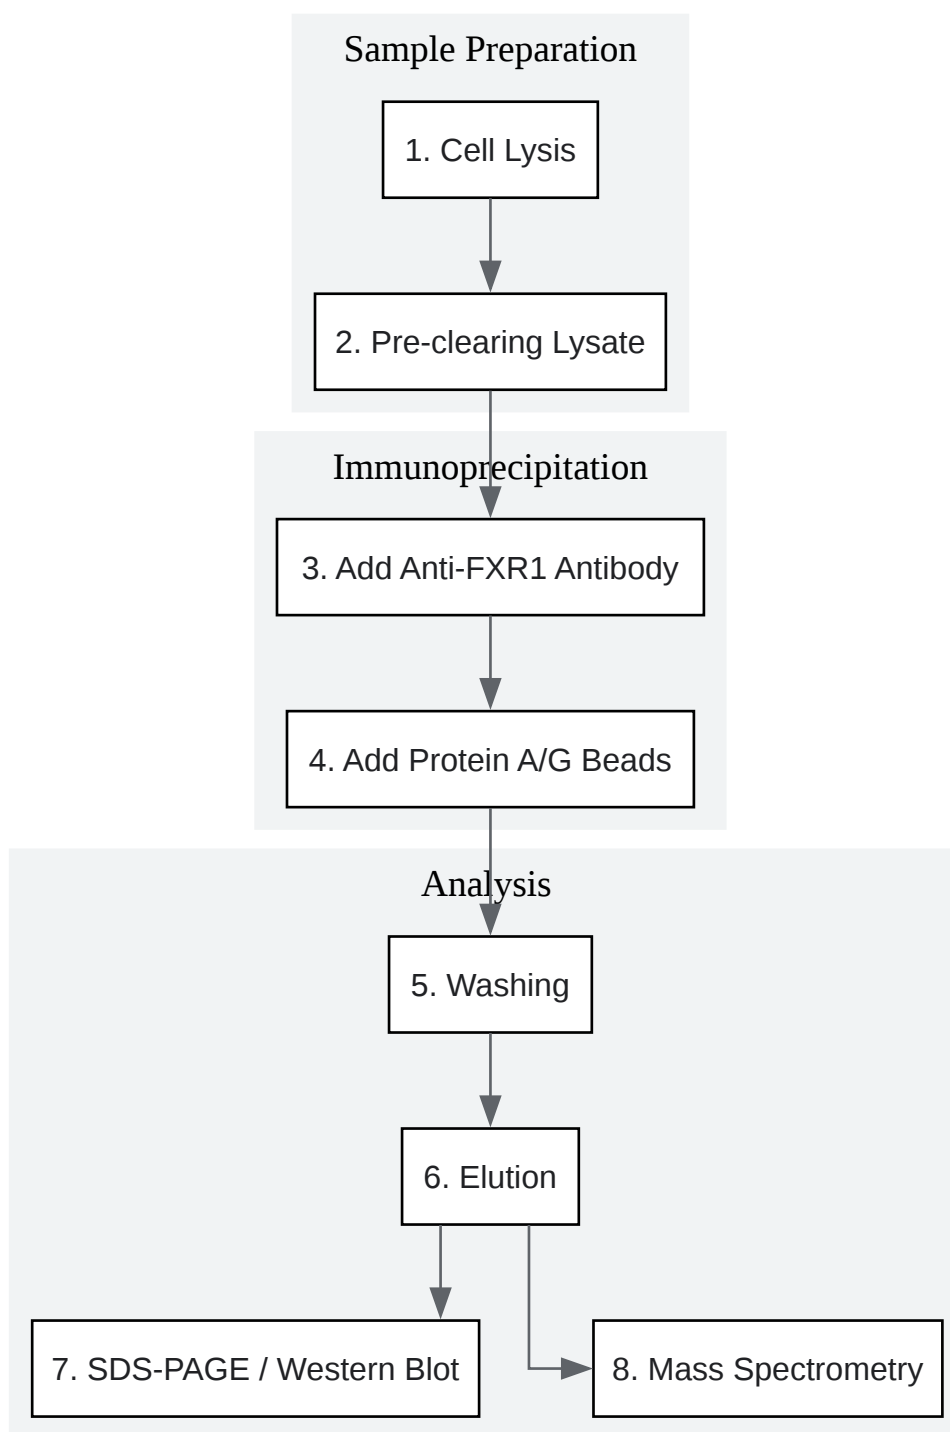 Sample Preparation
1. Cell Lysis
2. Pre-clearing Lysate
Immunoprecipitation
3. Add Anti-FXR1 Antibody
4. Add Protein A/G Beads
Analysis
5. Washing
6. Elution
7. SDS-PAGE / Western Blot
8. Mass Spectrometry